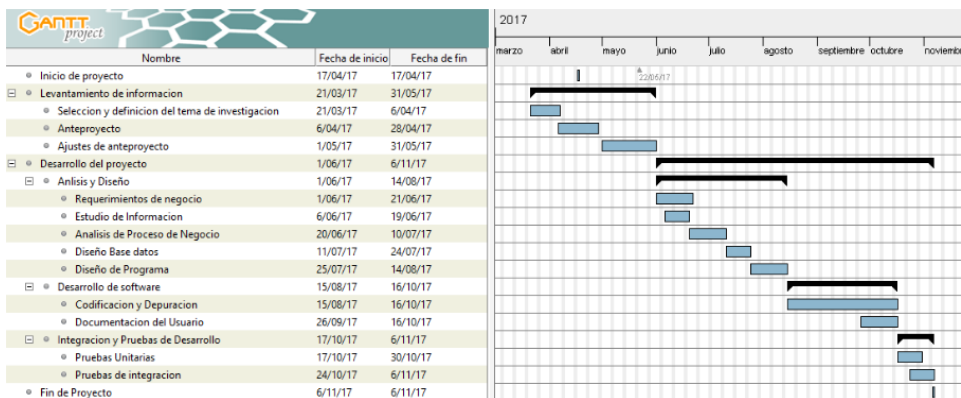 GANTT project
2017
Nombre Fecha de inicio Fecha de fin
marzo abril mayo junio julio agosto septiembre octubre noviembr
Inicio de proyecto 17/04/17 17/04/17
22/05/17
Levantamiento de informacion 21/03/17 31/05/17
Seleccion y definicion del tema de investigacion 21/03/17 6/04/17
Anteproyecto 6/04/17 28/04/17
Ajustes de anteproyecto 1/05/17 31/05/17
Desarrollo del proyecto 1/06/17 6/11/17
Anlisis y Diseño 1/06/17 14/08/17
Requerimientos de negocio 1/06/17 21/06/17
Estudio de Informacion 6/06/17 19/06/17
Analisis de Proceso de Negocio 20/06/17 10/07/17
Diseño Base datos 11/07/17 24/07/17
Diseño de Programa 25/07/17 14/08/17
Desarrollo de software 15/08/17 16/10/17
Codificacion y Depuracion 15/08/17 16/10/17
Documentacion del Usuario 26/09/17 16/10/17
Integracion y Pruebas de Desarrollo 17/10/17 6/11/17
Pruebas Unitarias 17/10/17 30/10/17
Pruebas de integracion 24/10/17 6/11/17
Fin de Proyecto 6/11/17 6/11/17